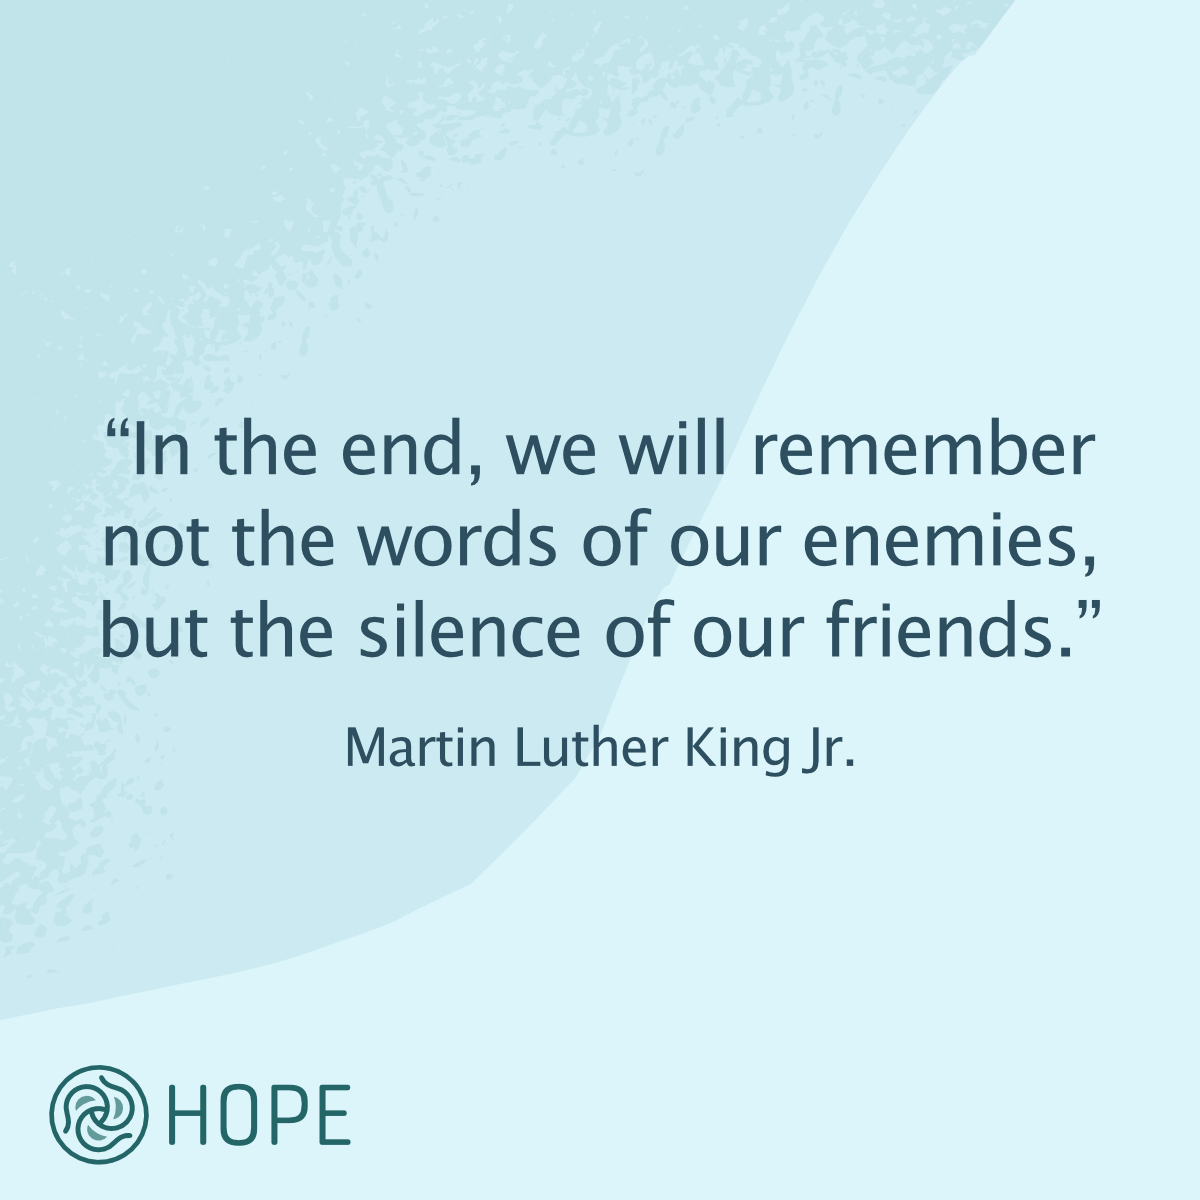 “In the end, we will remember
not the words of our enemies,
but the silence of our friends.”
Martin Luther King Jr.
HOPE